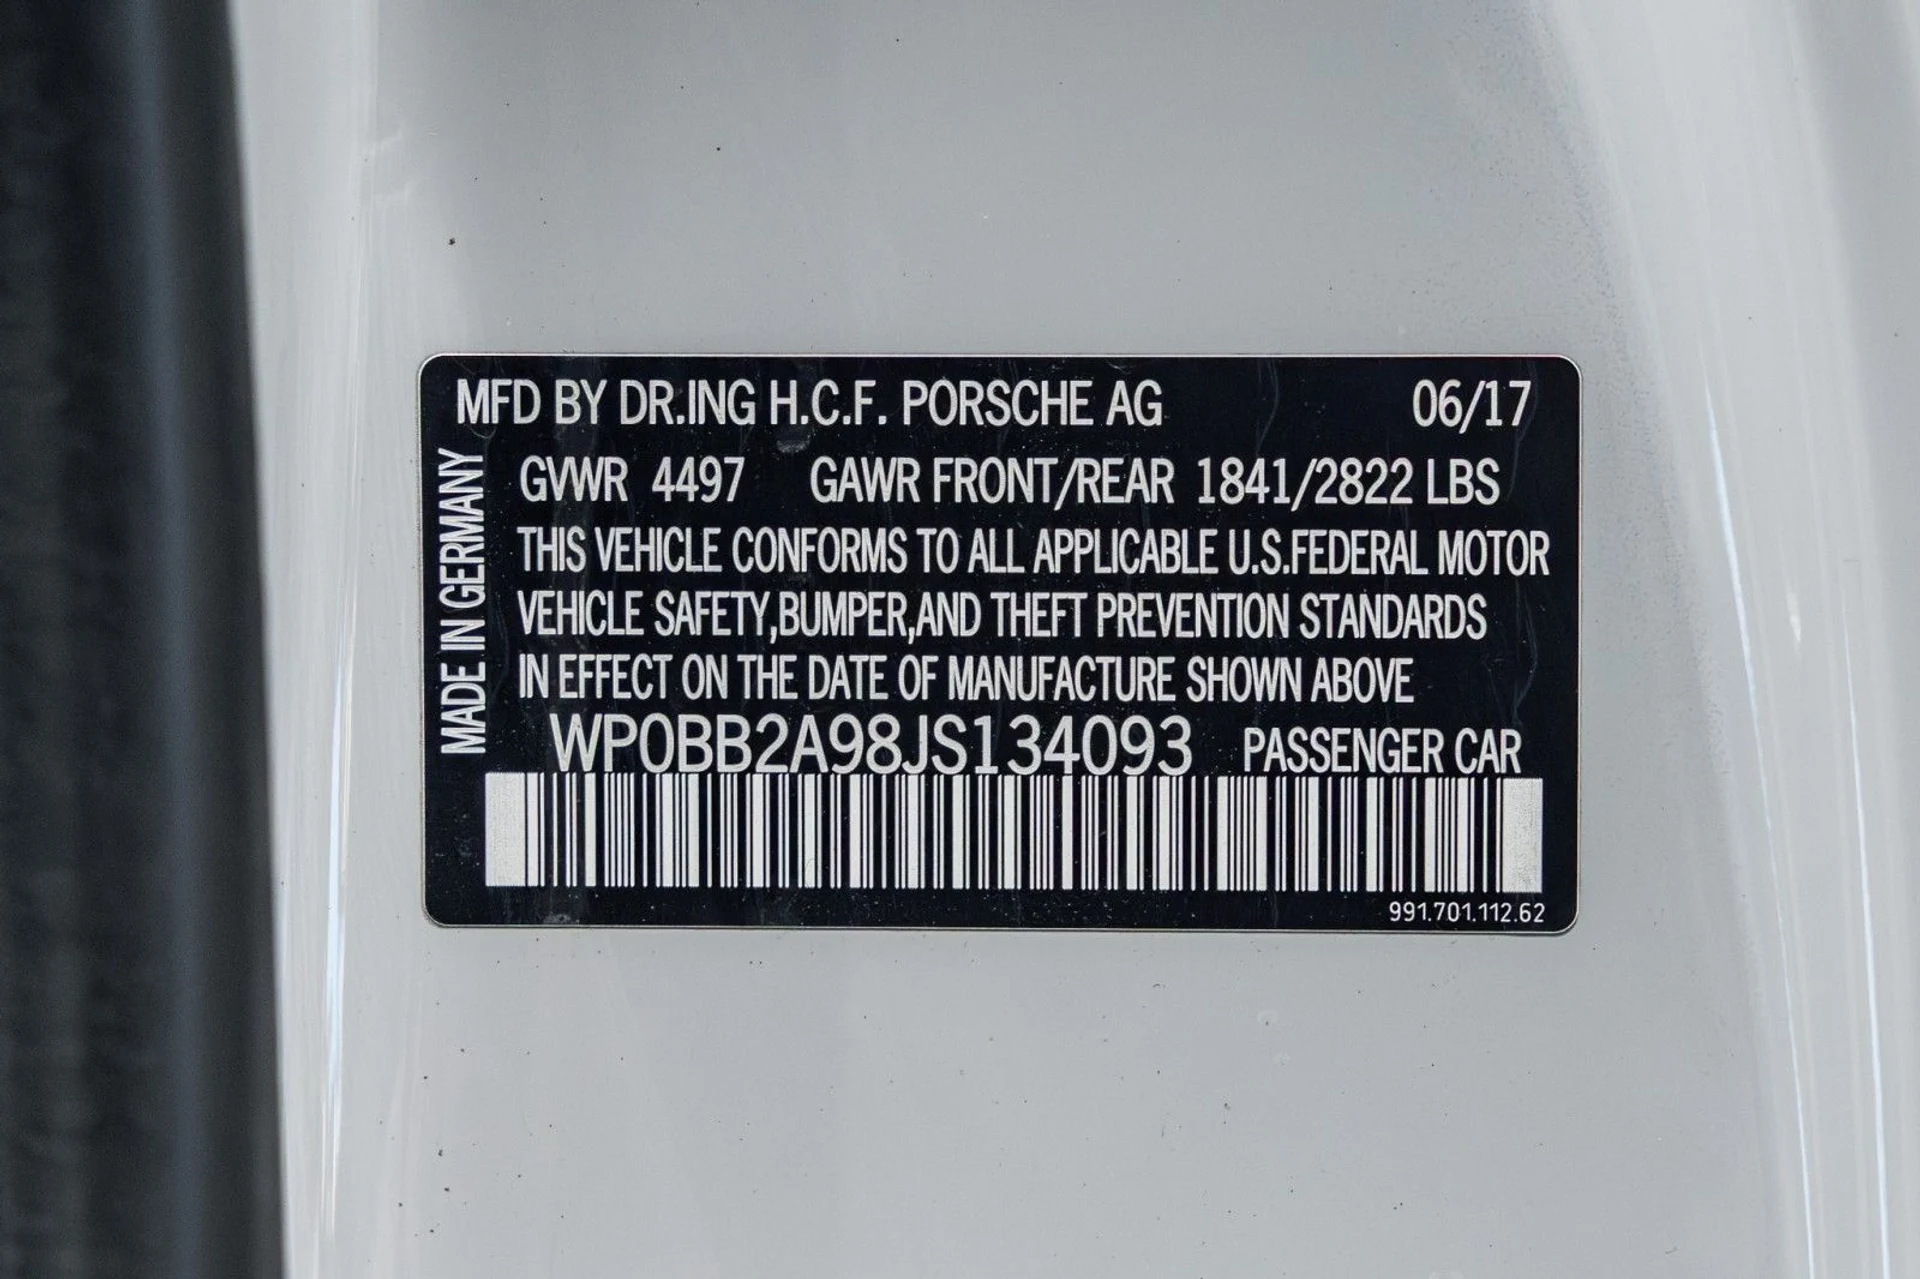 MFD BY DR.ING H.C.F. PORSCHE AG 06/17
MADE IN GERMANY
GVWR 4497 GAWR FRONT/REAR 1841/2822 LBS
THIS VEHICLE CONFORMS TO ALL APPLICABLE U.S.FEDERAL MOTOR
VEHICLE SAFETY,BUMPER,AND THEFT PREVENTION STANDARDS
IN EFFECT ON THE DATE OF MANUFACTURE SHOWN ABOVE
WP0BB2A98JS134093 PASSENGER CAR
991.701.112.62